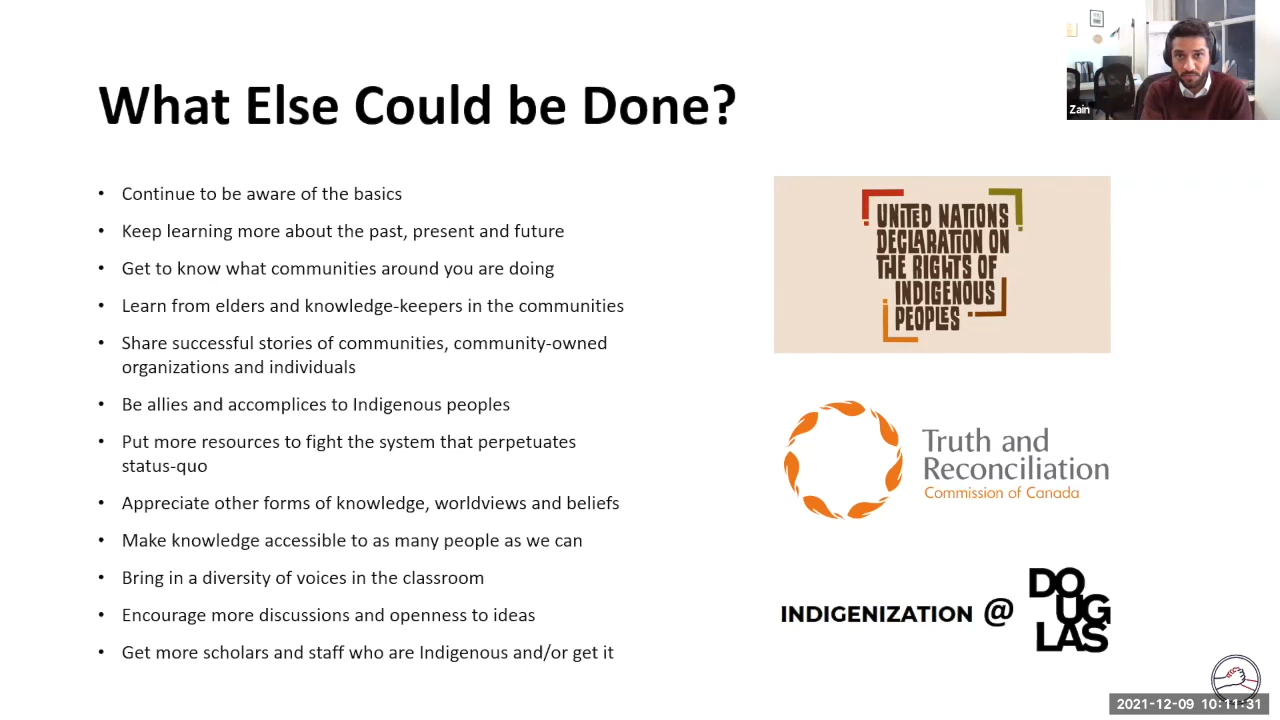 Zain
What Else Could be Done?
• Continue to be aware of the basics
• Keep learning more about the past, present and future
• Get to know what communities around you are doing
• Learn from elders and knowledge-keepers in the communities
• Share successful stories of communities, community-owned
organizations and individuals
• Be allies and accomplices to Indigenous peoples
• Put more resources to fight the system that perpetuates
status-quo
• Appreciate other forms of knowledge, worldviews and beliefs
• Make knowledge accessible to as many people as we can
• Bring in a diversity of voices in the classroom
• Encourage more discussions and openness to ideas
• Get more scholars and staff who are Indigenous and/or get it
UNITED NATIONS
DECLARATION ON
THE RIGHTS OF
INDIGENOUS
PEOPLES
Truth and
Reconciliation
Commission of Canada
INDIGENIZATION @
DO
UG
LAS
2021-12-09 10:11:31